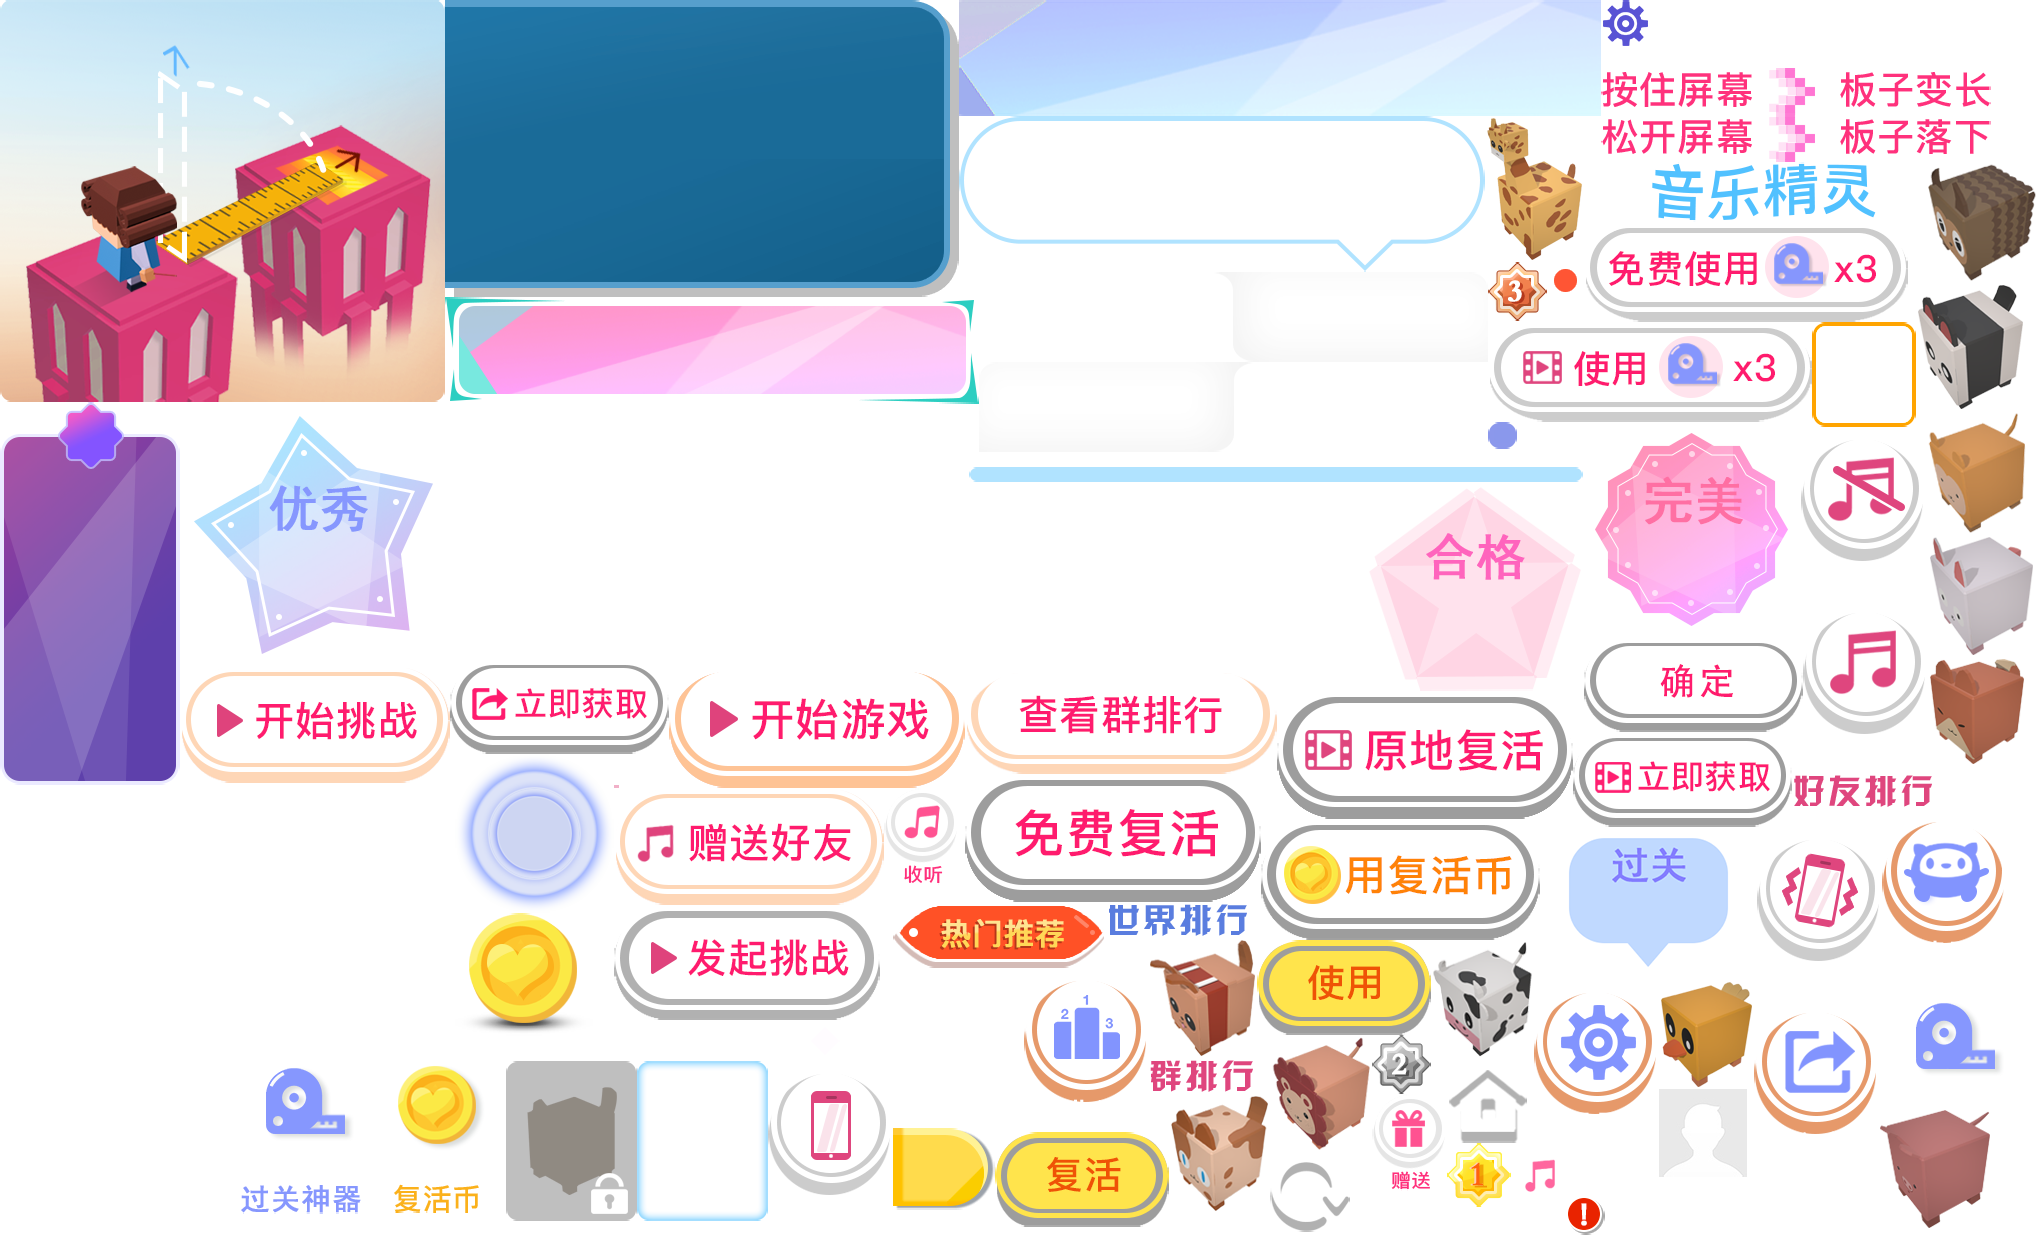 按住屏幕 板子变长
松开屏幕 板子落下
音乐精灵
免费使用 x3
3
使用 x3
优秀
完美
合格
确定
开始挑战
立即获取
开始游戏
查看群排行
原地复活
立即获取
好友排行
赠送好友
收听
免费复活
用复活币
过关
热门推荐
世界排行
发起挑战
使用
1
2 3
群排行
2
赠送
1
复活
过关神器
复活币
!